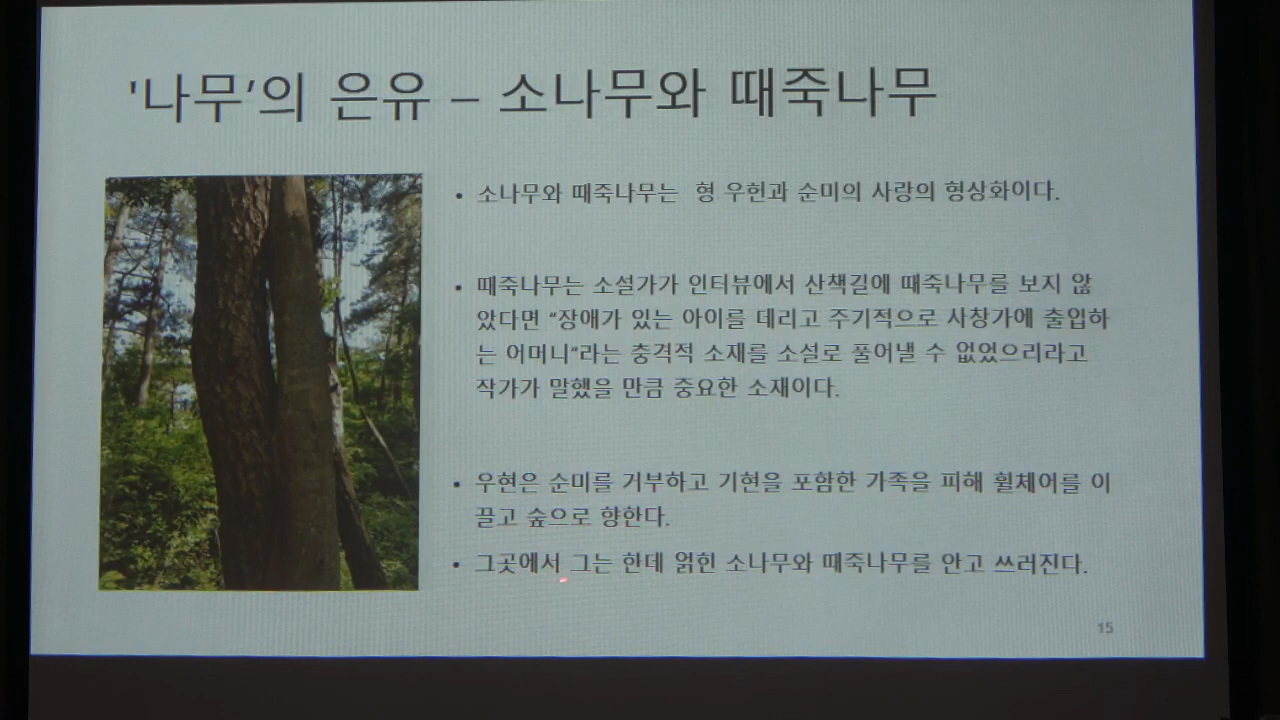 '나무'의 은유 – 소나무와 때죽나무
• 소나무와 때죽나무는 형 우헌과 순미의 사랑의 형상화이다.
• 때죽나무는 소설가가 인터뷰에서 산책길에 때죽나무를 보지 않
았다면 “장애가 있는 아이를 데리고 주기적으로 사창가에 출입하
는 어머니“라는 충격적 소재를 소설로 풀어낼 수 없었으리라고
작가가 말했을 만큼 중요한 소재이다.
• 우현은 순미를 거부하고 기현을 포함한 가족을 피해 휠체어를 이
끌고 숲으로 향한다.
• 그곳에서 그는 한데 얽힌 소나무와 때죽나무를 안고 쓰러진다.
15